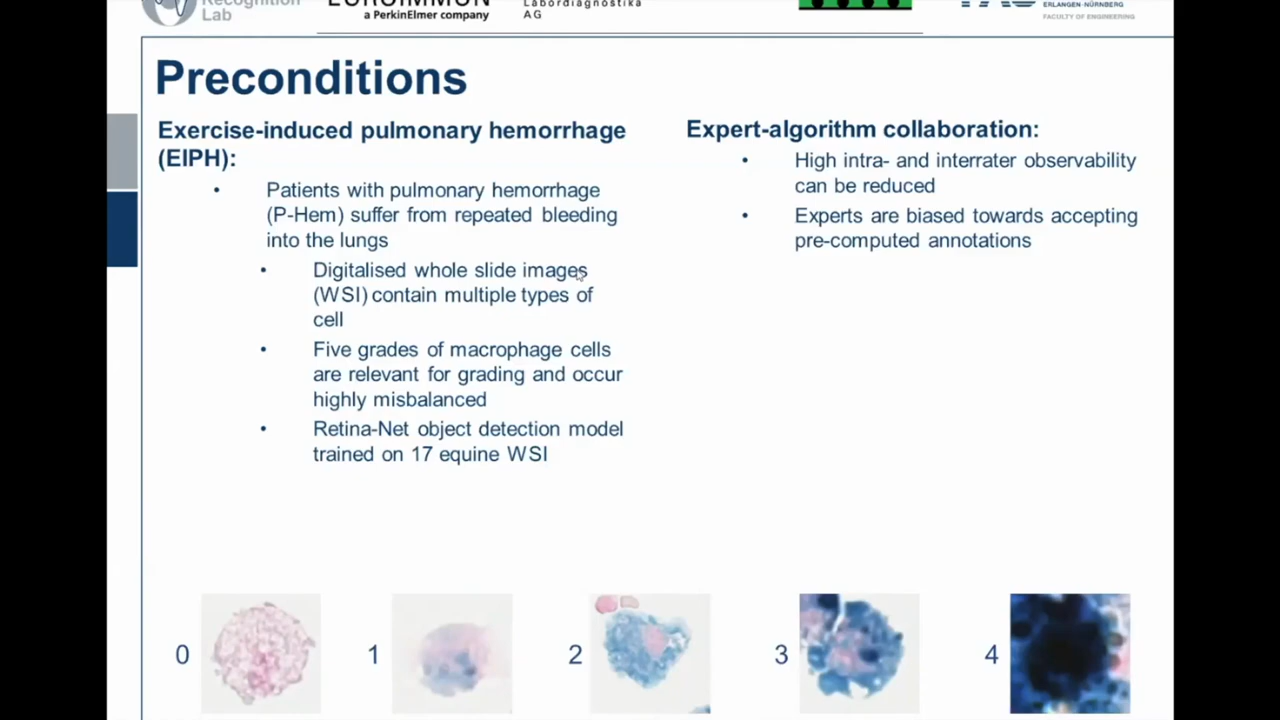 Recognition
Lab
EUROIMMUN
a PerkinElmer company
Labordiagnostika
AG
ERLANGEN-NÜRNBERG
FACULTY OF ENGINEERING
Preconditions
Exercise-induced pulmonary hemorrhage
(EIPH):
• Patients with pulmonary hemorrhage
(P-Hem) suffer from repeated bleeding
into the lungs
• Digitalised whole slide images
(WSI) contain multiple types of
cell
• Five grades of macrophage cells
are relevant for grading and occur
highly misbalanced
• Retina-Net object detection model
trained on 17 equine WSI
Expert-algorithm collaboration:
• High intra- and interrater observability
can be reduced
• Experts are biased towards accepting
pre-computed annotations
0 1 2 3 4